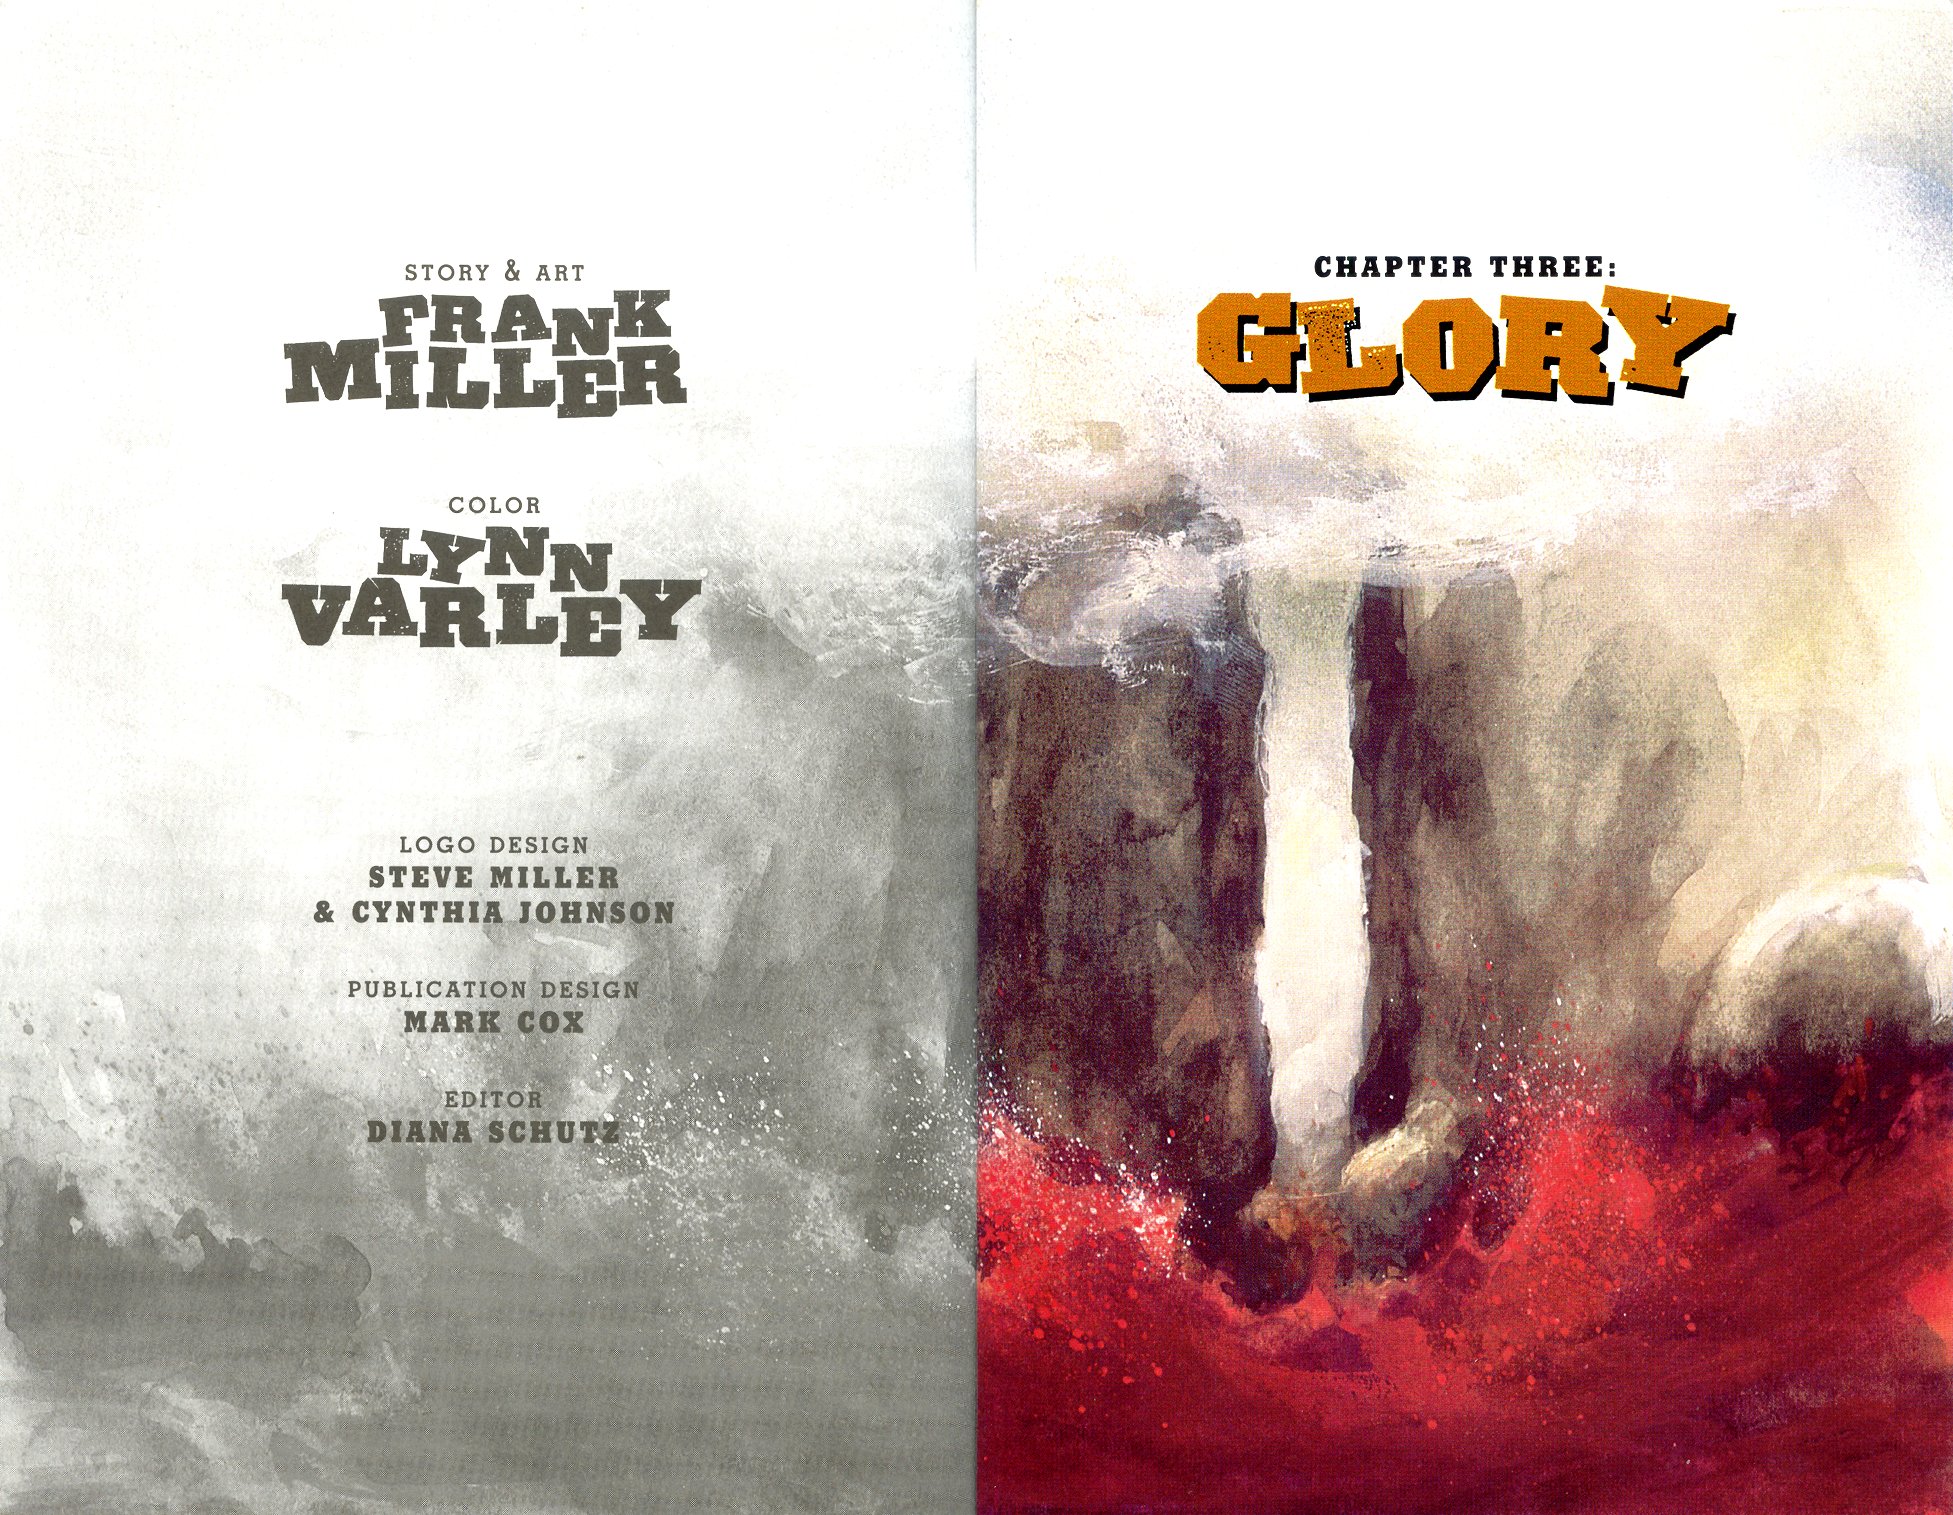 STORY & ART
FRANK
MILLER
COLOR
LYNN
VARLEY
LOGO DESIGN
STEVE MILLER
& CYNTHIA JOHNSON
PUBLICATION DESIGN
MARK COX
EDITOR
DIANA SCHUTZ
CHAPTER THREE:
GLORY